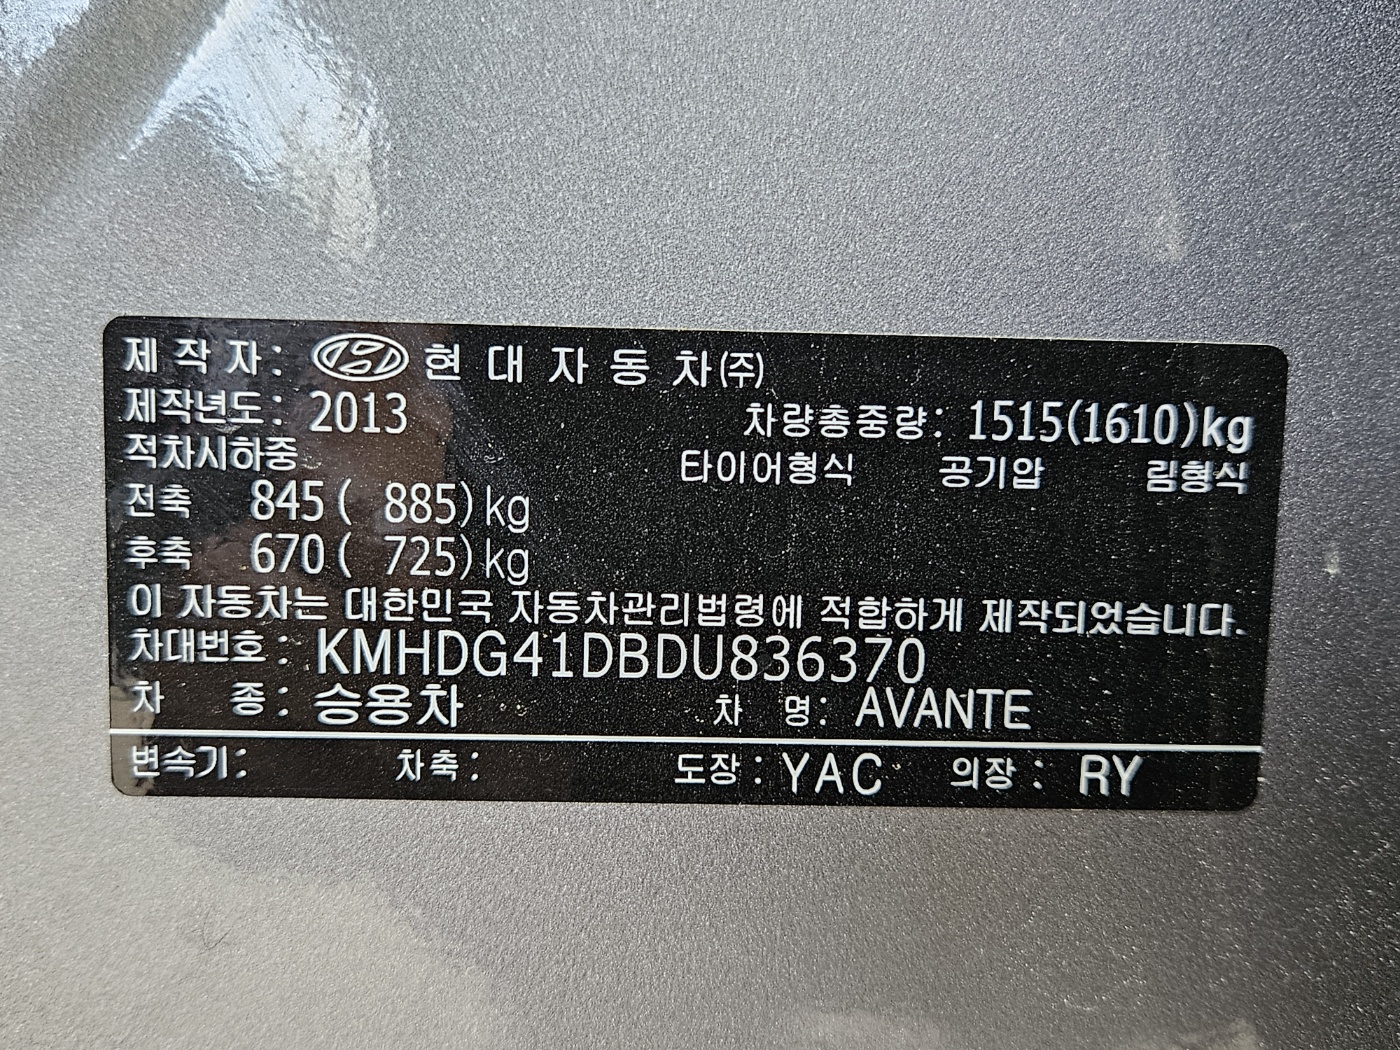 제 작 자 : 현 대 자 동 차(주)
제작년도 : 2013 차량총중량 : 1515(1610)kg
적차시하중 타이어형식 공기압 림형식
전축 845 ( 885)kg
후축 670 ( 725)kg
이 자동차는 대한민국 자동차관리법령에 적합하게 제작되었습니다.
차대번호 : KMHDG41DBDU836370
차 종 : 승용차 차 명 : AVANTE
변속기 : 차축 : 도장 : YAC 의장 : RY